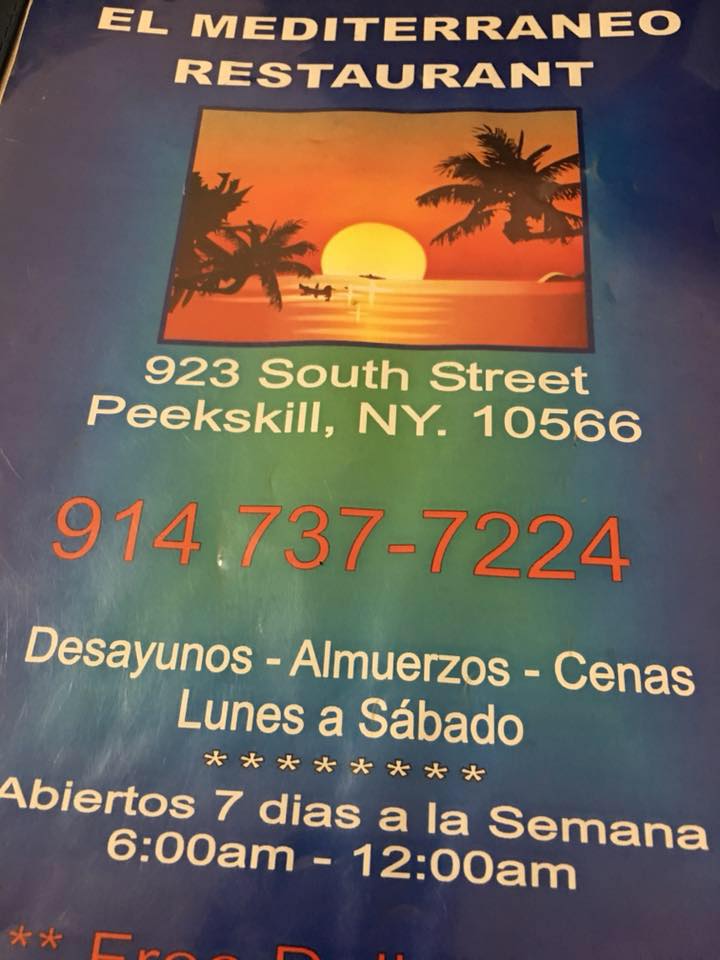 EL MEDITERRANEO
RESTAURANT
923 South Street
Peekskill, NY. 10566
914 737-7224
Desayunos - Almuerzos - Cenas
Lunes a Sábado
* * * * * * * *
Abiertos 7 dias a la Semana
6:00am - 12:00am
** Free